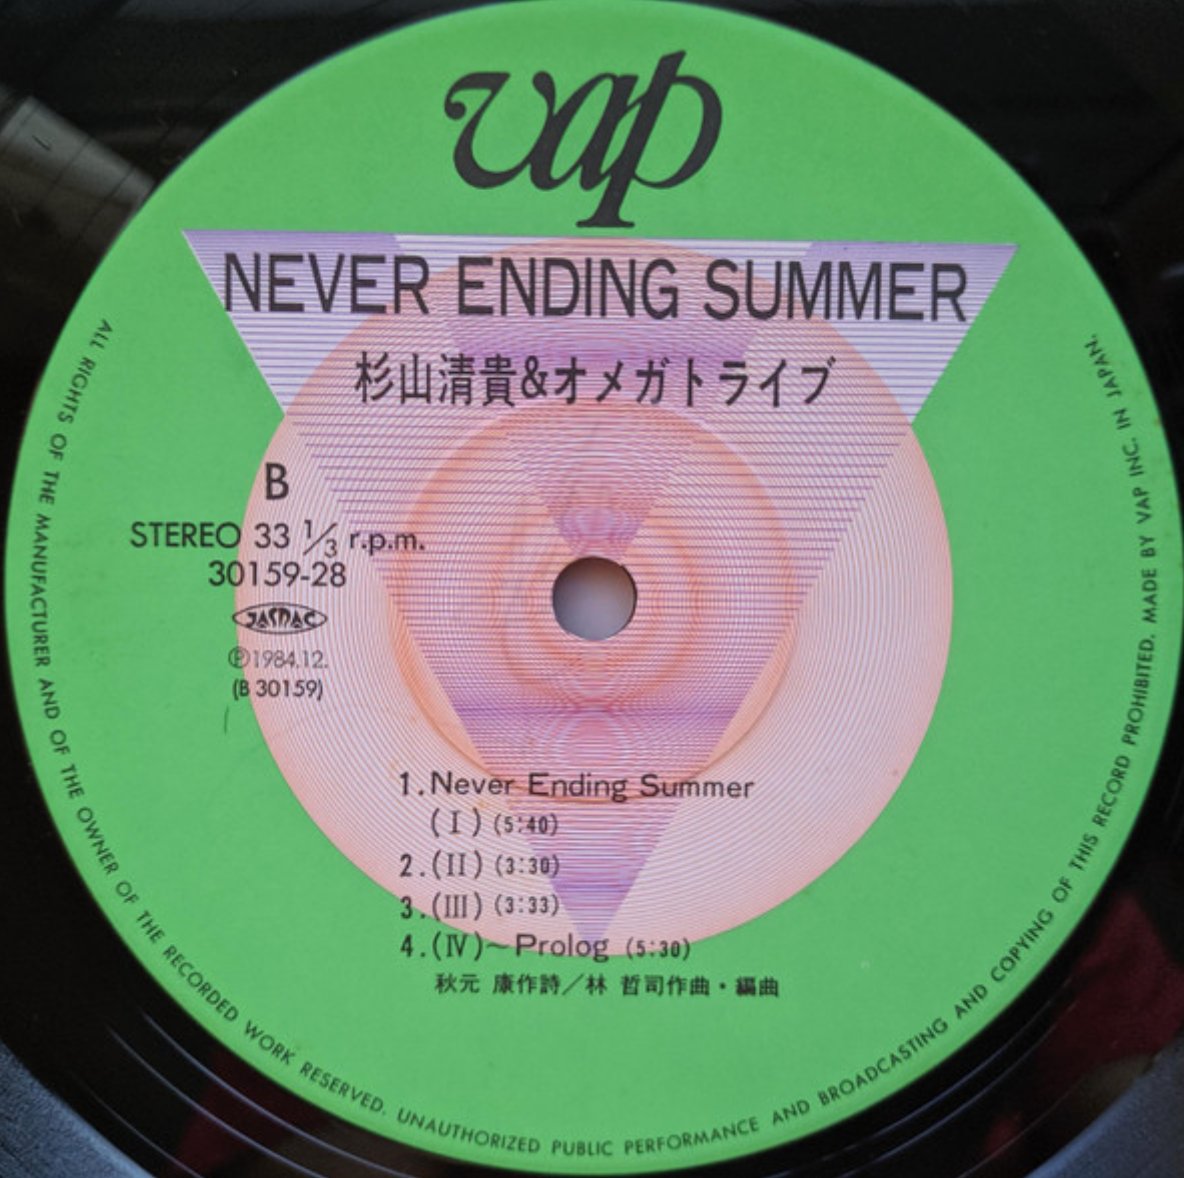 vap
NEVER ENDING SUMMER
杉山清貴&オメガトライブ
B
STEREO 33 1/3 r.p.m.
30159-28
JASRAC
Ⓟ1984.12.
(B 30159)
1.Never Ending Summer
(Ⅰ) (5:40)
2.(Ⅱ) (3:30)
3.(Ⅲ) (3:33)
4.(Ⅳ)～Prolog (5:30)
秋元 康作詩／林 哲司作曲・編曲
ALL RIGHTS OF THE MANUFACTURER AND OF THE OWNER OF THE RECORDED WORK RESERVED. UNAUTHORIZED PUBLIC PERFORMANCE AND BROADCASTING AND COPYING OF THIS RECORD PROHIBITED. MADE BY VAP INC. IN JAPAN.